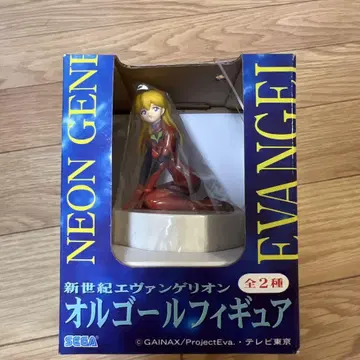 NEON GENE
EVANGEL
新世紀エヴァンゲリオン
全2種
オルゴールフィギュア
SEGA
©GAINAX/ProjectEva.・テレビ東京